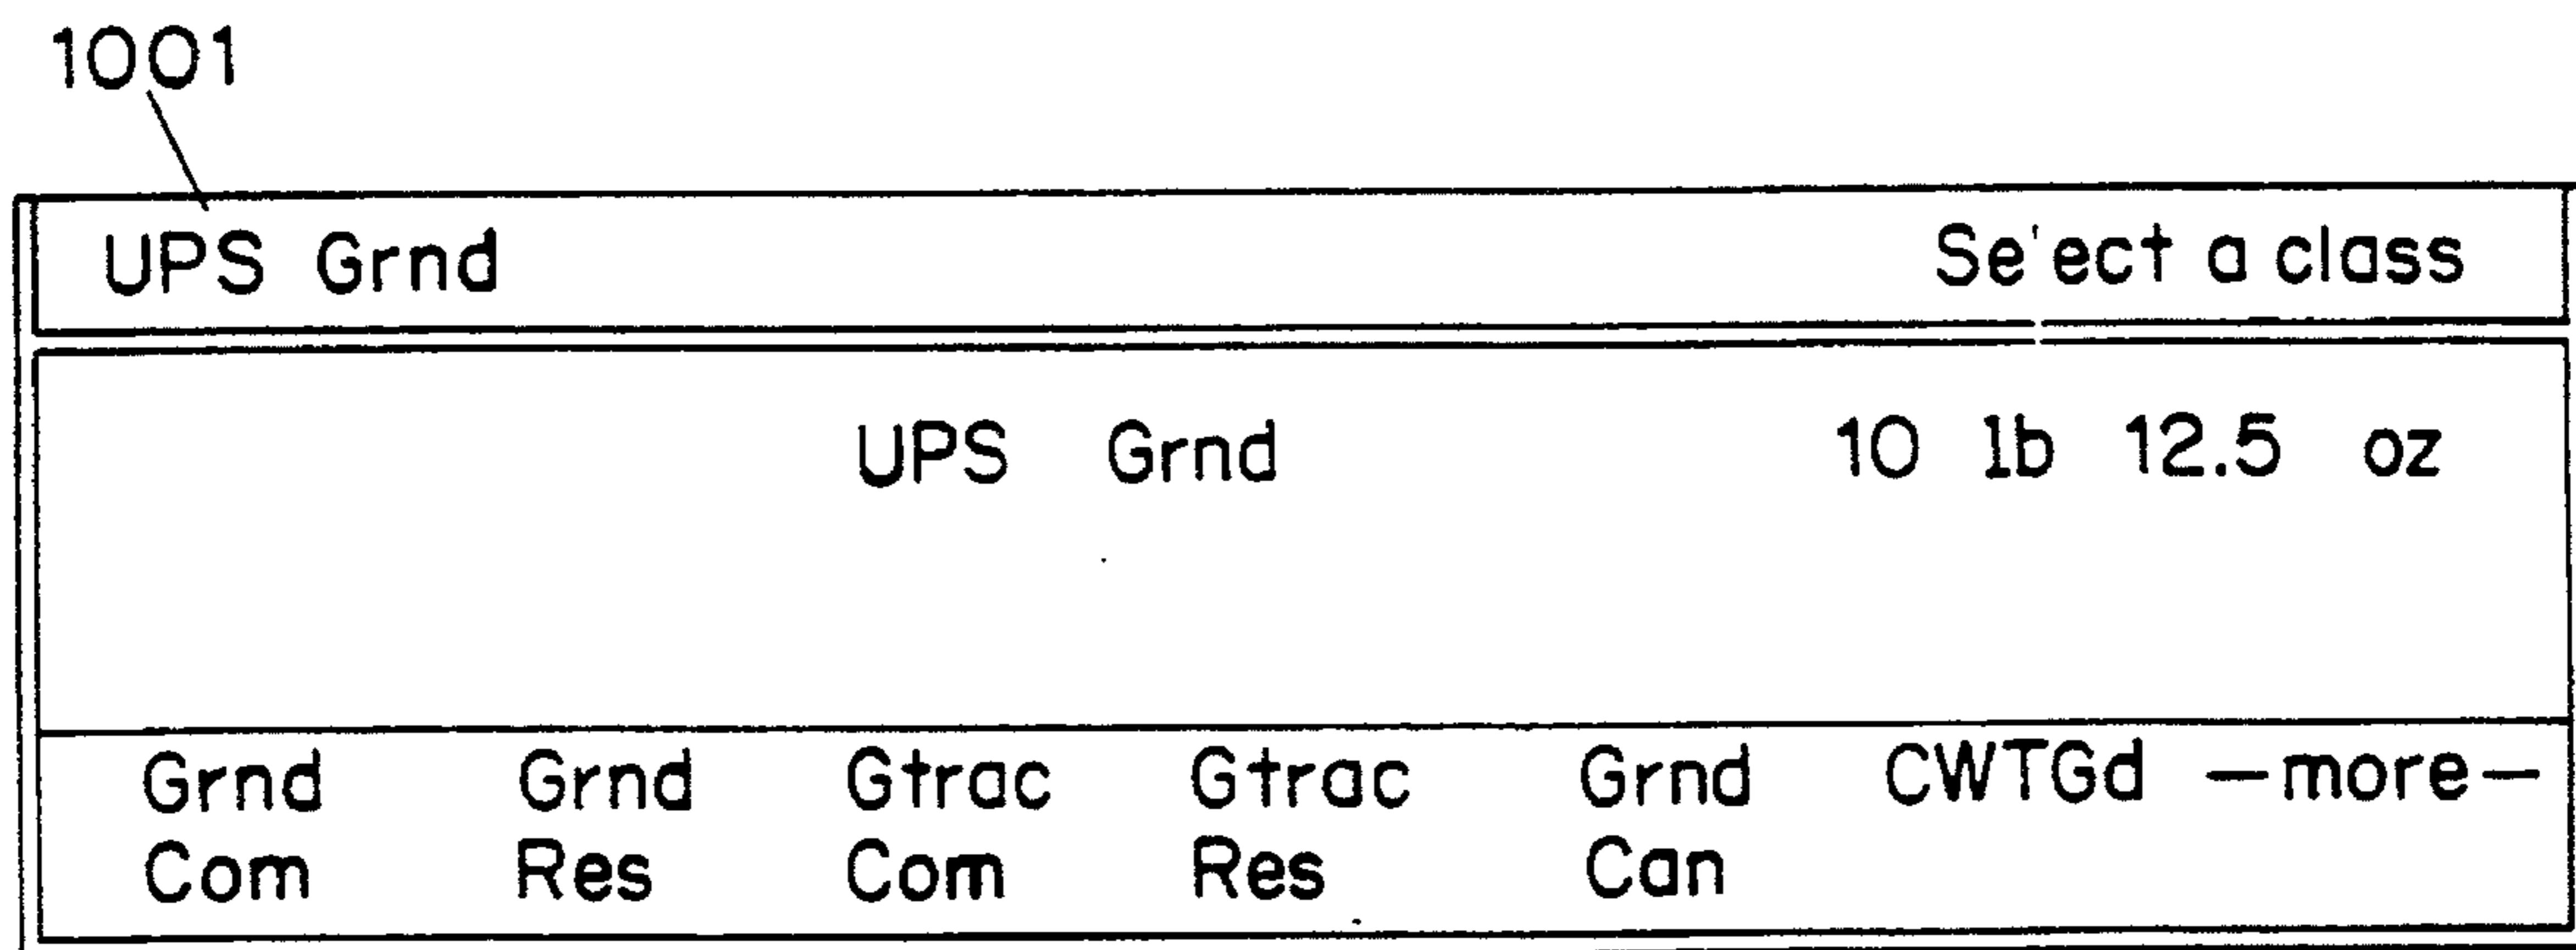 1001
UPS Grnd Se'ect a class
UPS Grnd 10 lb 12.5 oz
Grnd Grnd Gtrac Gtrac Grnd CWTGd —more—
Com Res Com Res Can